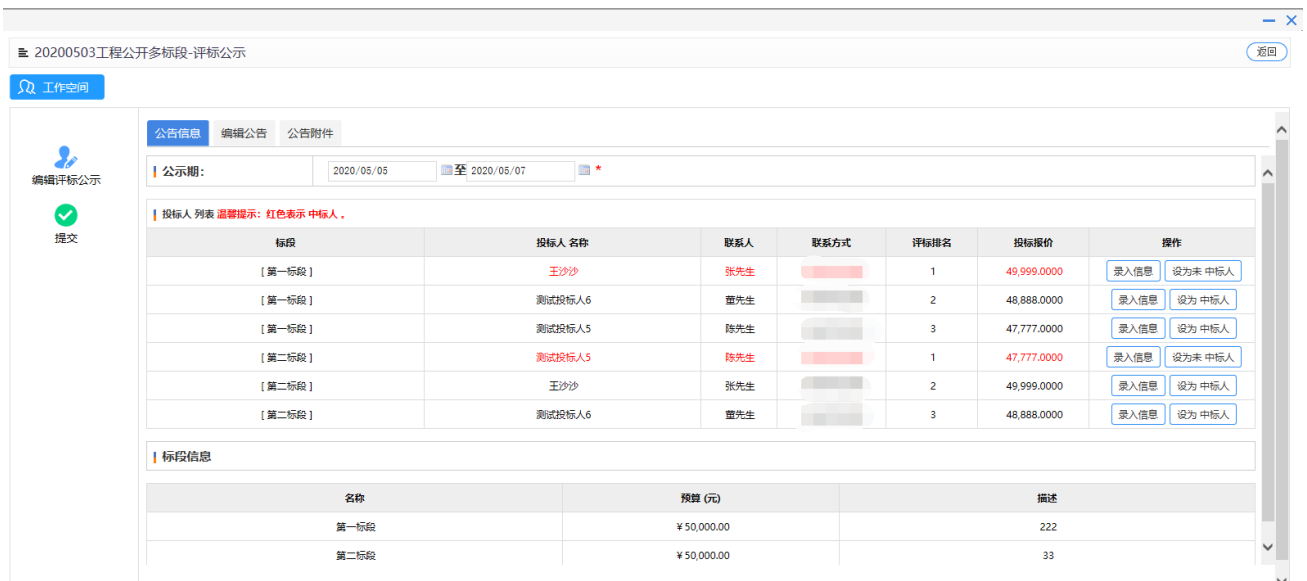 20200503工程公开多标段-评标公示 返回
工作空间
公告信息 编辑公告 公告附件
编辑评标公示
提交
公示期： 2020/05/05 至 2020/05/07 *
投标人 列表 温馨提示：红色表示 中标人 。
标段 投标人 名称 联系人 联系方式 评标排名 投标报价 操作
[ 第一标段 ] 王沙沙 张先生 1 49,999.0000 录入信息 设为未 中标人
[ 第一标段 ] 测试投标人6 董先生 2 48,888.0000 录入信息 设为 中标人
[ 第一标段 ] 测试投标人5 陈先生 3 47,777.0000 录入信息 设为 中标人
[ 第二标段 ] 测试投标人5 陈先生 1 47,777.0000 录入信息 设为未 中标人
[ 第二标段 ] 王沙沙 张先生 2 49,999.0000 录入信息 设为 中标人
[ 第二标段 ] 测试投标人6 董先生 3 48,888.0000 录入信息 设为 中标人
标段信息
名称 预算 (元) 描述
第一标段 ¥ 50,000.00 222
第二标段 ¥ 50,000.00 33